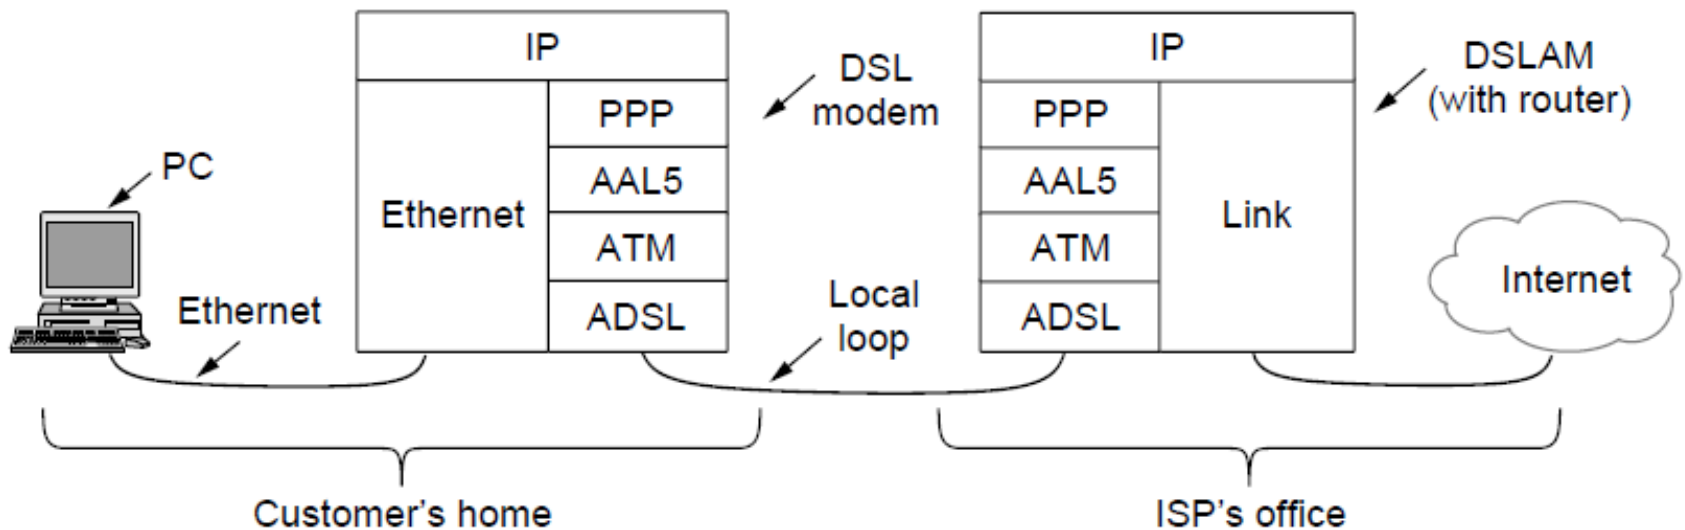 PC
Ethernet
IP
Ethernet
PPP
AAL5
ATM
ADSL
DSL
modem
Local
loop
IP
PPP
AAL5
ATM
ADSL
Link
DSLAM
(with router)
Internet
Customer's home
ISP's office